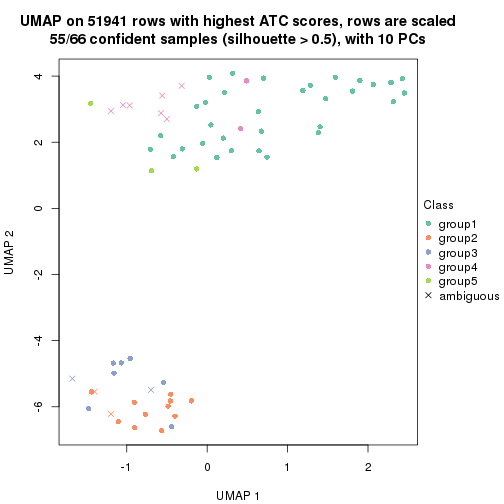 UMAP on 51941 rows with highest ATC scores, rows are scaled
55/66 confident samples (silhouette > 0.5), with 10 PCs
4
2
0
-2
-4
-6
UMAP 2
-1
0
1
2
UMAP 1
Class
group1
group2
group3
group4
group5
ambiguous